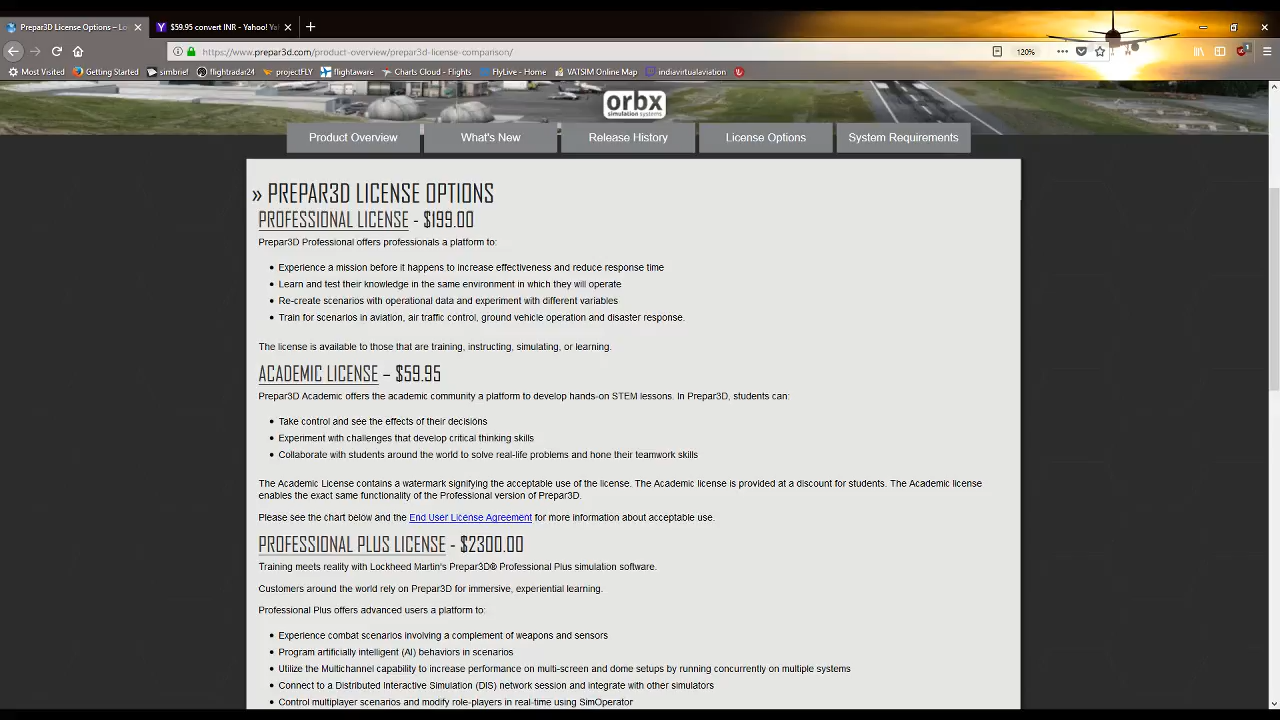 Prepar3D License Options – Lo
$59.95 convert INR - Yahoo! Ya
https://www.prepar3d.com/product-overview/prepar3d-license-comparison/
120%
1
Most Visited
Getting Started
simbrief
flightradar24
projectFLY
flightaware
Charts Cloud - Flights
FlyLive - Home
VATSIM Online Map
indiavirtualaviation
orbx
simulation systems
Product Overview
What's New
Release History
License Options
System Requirements
» PREPAR3D LICENSE OPTIONS
PROFESSIONAL LICENSE - $199.00
Prepar3D Professional offers professionals a platform to:
• Experience a mission before it happens to increase effectiveness and reduce response time
• Learn and test their knowledge in the same environment in which they will operate
• Re-create scenarios with operational data and experiment with different variables
• Train for scenarios in aviation, air traffic control, ground vehicle operation and disaster response.
The license is available to those that are training, instructing, simulating, or learning.
ACADEMIC LICENSE – $59.95
Prepar3D Academic offers the academic community a platform to develop hands-on STEM lessons. In Prepar3D, students can:
• Take control and see the effects of their decisions
• Experiment with challenges that develop critical thinking skills
• Collaborate with students around the world to solve real-life problems and hone their teamwork skills
The Academic License contains a watermark signifying the acceptable use of the license. The Academic license is provided at a discount for students. The Academic license
enables the exact same functionality of the Professional version of Prepar3D.
Please see the chart below and the End User License Agreement for more information about acceptable use.
PROFESSIONAL PLUS LICENSE - $2300.00
Training meets reality with Lockheed Martin's Prepar3D® Professional Plus simulation software.
Customers around the world rely on Prepar3D for immersive, experiential learning.
Professional Plus offers advanced users a platform to:
• Experience combat scenarios involving a complement of weapons and sensors
• Program artificially intelligent (AI) behaviors in scenarios
• Utilize the Multichannel capability to increase performance on multi-screen and dome setups by running concurrently on multiple systems
• Connect to a Distributed Interactive Simulation (DIS) network session and integrate with other simulators
• Control multiplayer scenarios and modify role-players in real-time using SimOperator